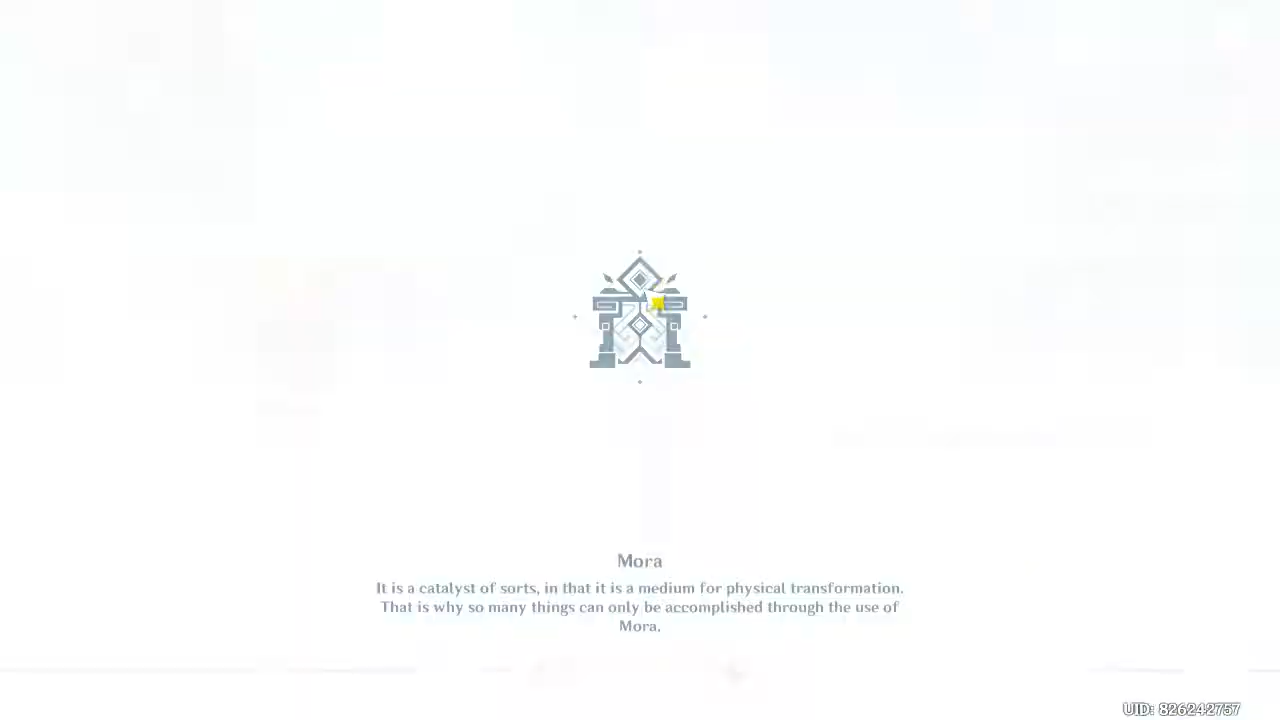 Mora
It is a catalyst of sorts, in that it is a medium for physical transformation.
That is why so many things can only be accomplished through the use of
Mora.
UID: 826242757